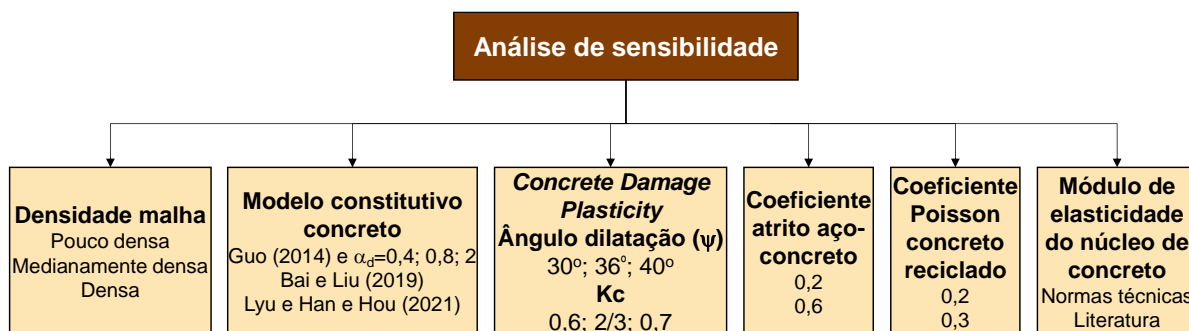 Análise de sensibilidade
Densidade malha
Pouco densa
Medianamente densa
Densa
Modelo constitutivo
concreto
Guo (2014) e αd=0,4; 0,8; 2
Bai e Liu (2019)
Lyu e Han e Hou (2021)
Concrete Damage
Plasticity
Ângulo dilatação (ψ)
30º; 36⁰; 40º
Kc
0,6; 2/3; 0,7
Coeficiente
atrito aço-
concreto
0,2
0,6
Coeficiente
Poisson
concreto
reciclado
0,2
0,3
Módulo de
elasticidade
do núcleo de
concreto
Normas técnicas
Literatura